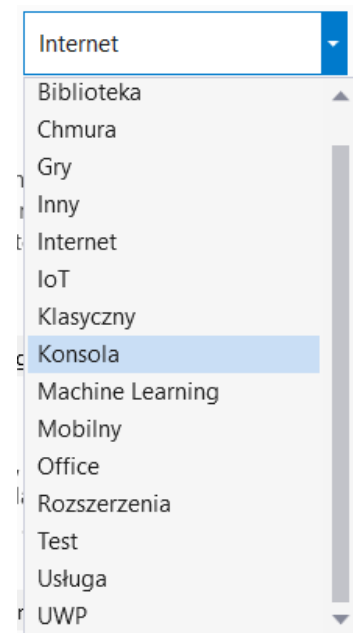 Internet
Biblioteka
Chmura
Gry
Inny
Internet
IoT
Klasyczny
Konsola
Machine Learning
Mobilny
Office
Rozszerzenia
Test
Usługa
UWP